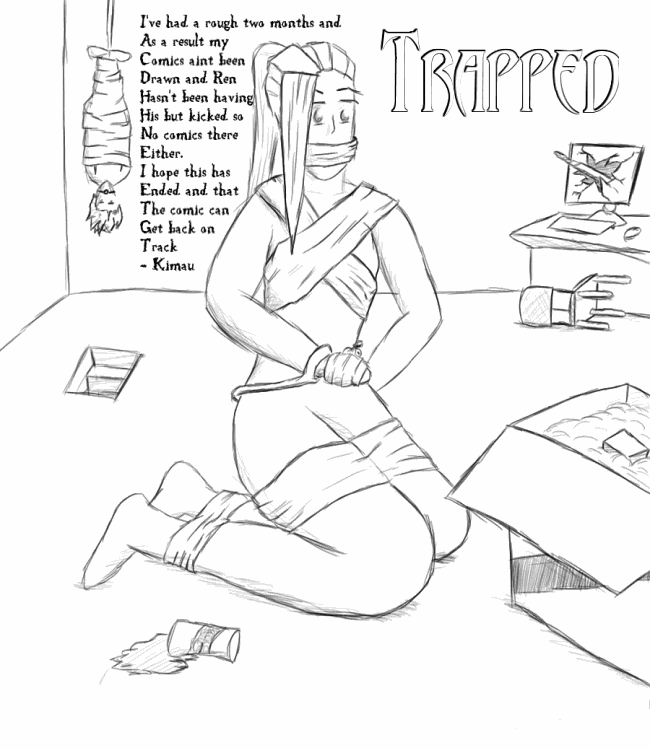 I've had a rough two months and
As a result my
Comics aint been
Drawn and Ren
Hasn't been having
His but kicked so
No comics there
Either.
I hope this has
Ended and that
The comic can
Get back on
Track
- Kimau
Trapped